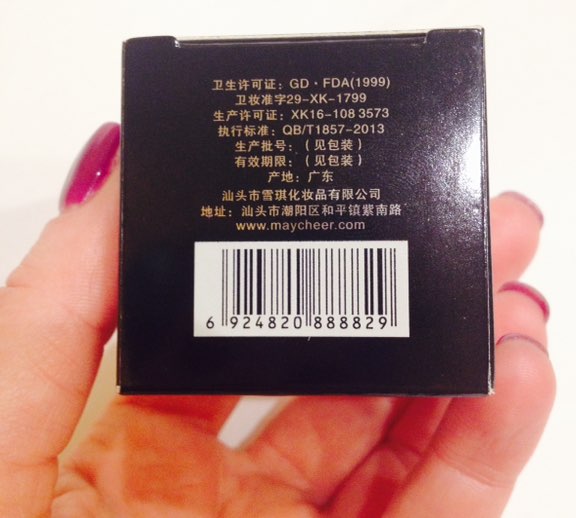 卫生许可证：GD·FDA(1999)
卫妆准字29-XK-1799
生产许可证：XK16-108 3573
执行标准：QB/T1857-2013
生产批号：（见包装）
有效期限：（见包装）
产地：广东
汕头市雪琪化妆品有限公司
地址：汕头市潮阳区和平镇紫南路
www.maycheer.com
6 924820 888829